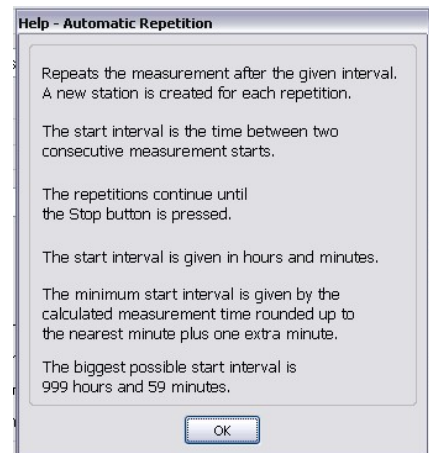 Help - Automatic Repetition
Repeats the measurement after the given interval.
A new station is created for each repetition.
The start interval is the time between two
consecutive measurement starts.
The repetitions continue until
the Stop button is pressed.
The start interval is given in hours and minutes.
The minimum start interval is given by the
calculated measurement time rounded up to
the nearest minute plus one extra minute.
The biggest possible start interval is
999 hours and 59 minutes.
OK